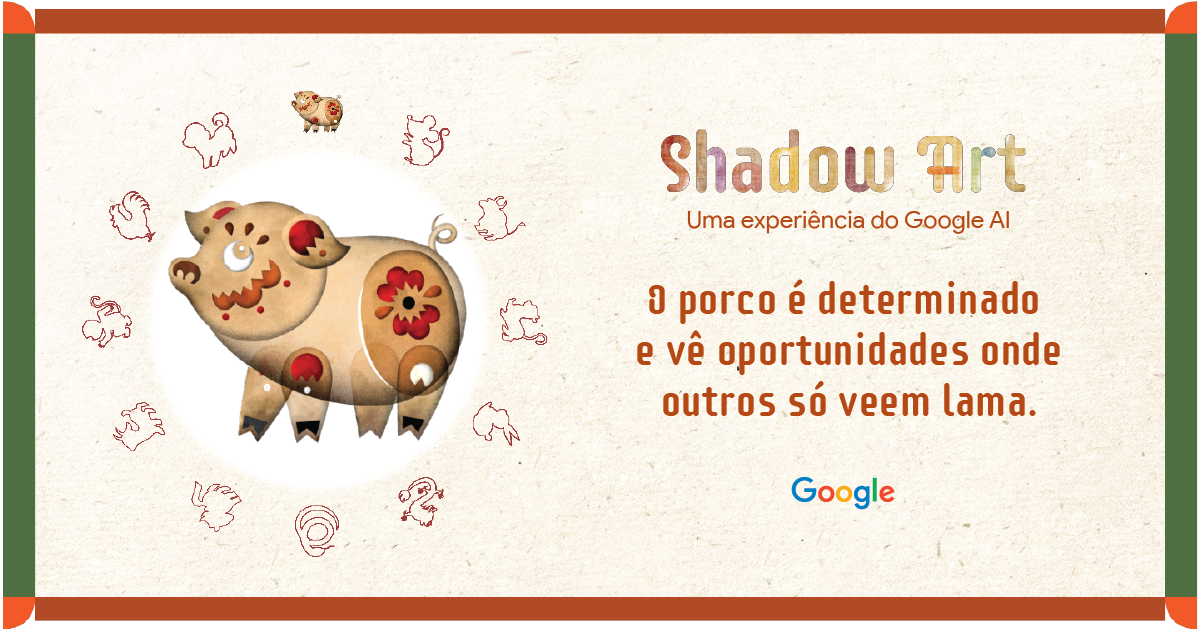 Shadow Art
Uma experiência do Google AI
O porco é determinado
e vê oportunidades onde
outros só veem lama.
Google